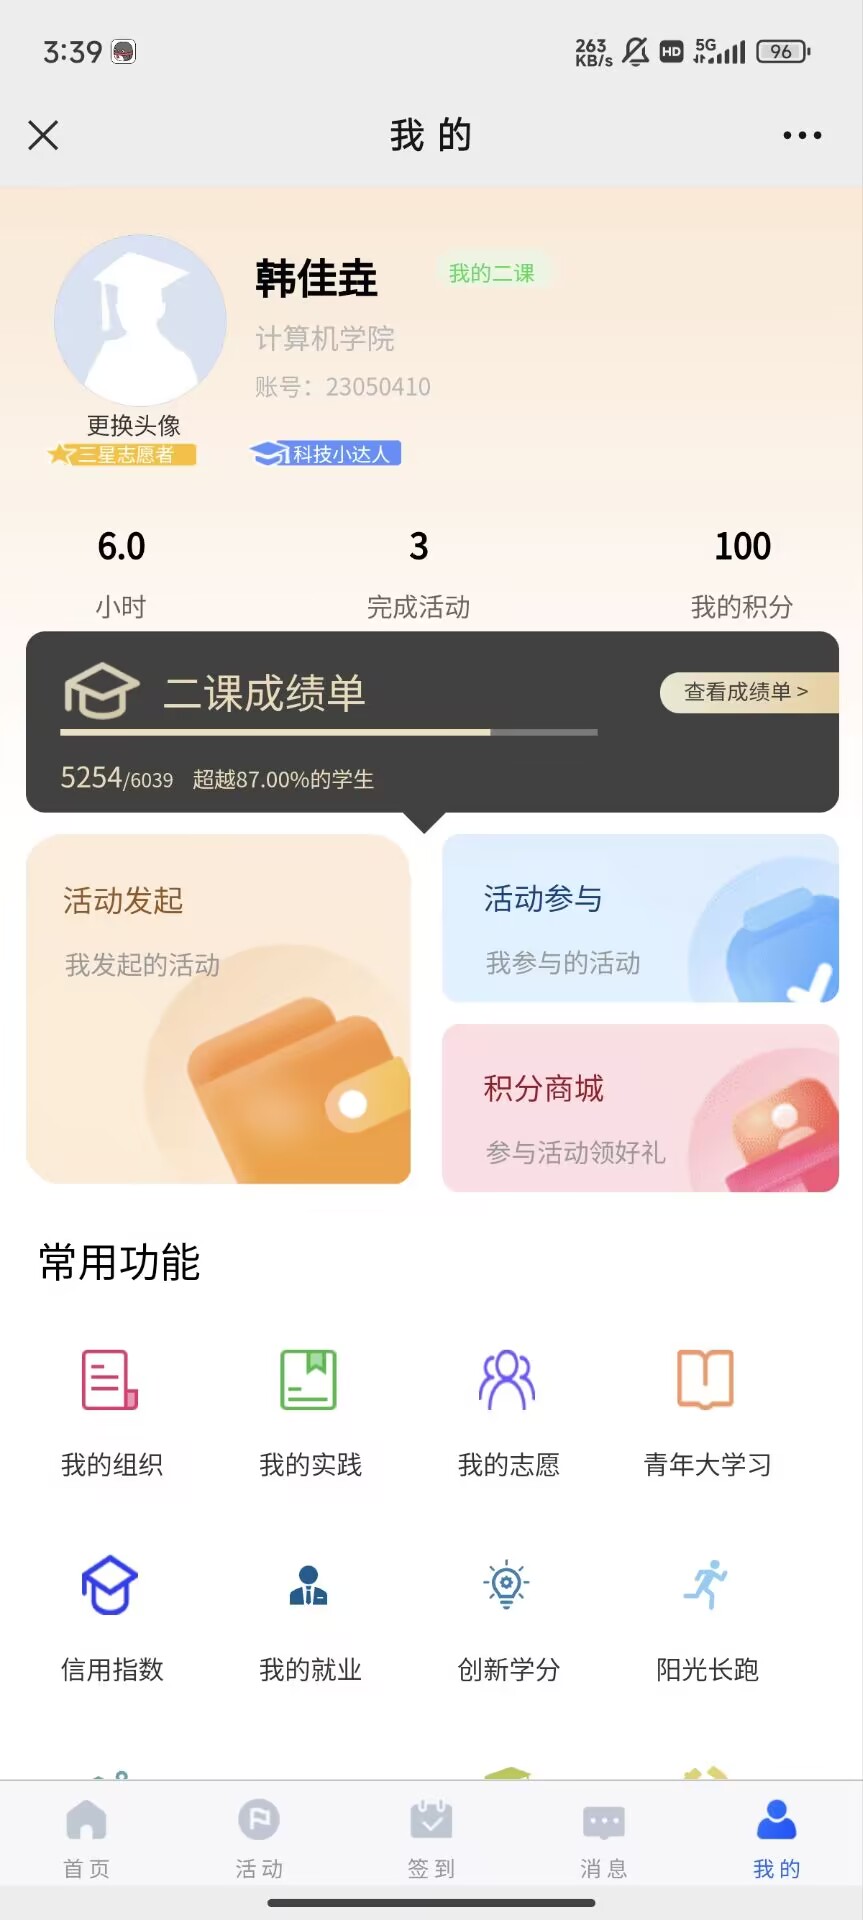 3:39
263
KB/s
HD
5G
96
我的
韩佳垚
我的二课
计算机学院
账号：23050410
更换头像
三星志愿者
科技小达人
6.0
3
100
小时
完成活动
我的积分
二课成绩单
查看成绩单 >
5254/6039 超越87.00%的学生
活动发起
我发起的活动
活动参与
我参与的活动
积分商城
参与活动领好礼
常用功能
我的组织
我的实践
我的志愿
青年大学习
信用指数
我的就业
创新学分
阳光长跑
首页
活动
签到
消息
我的